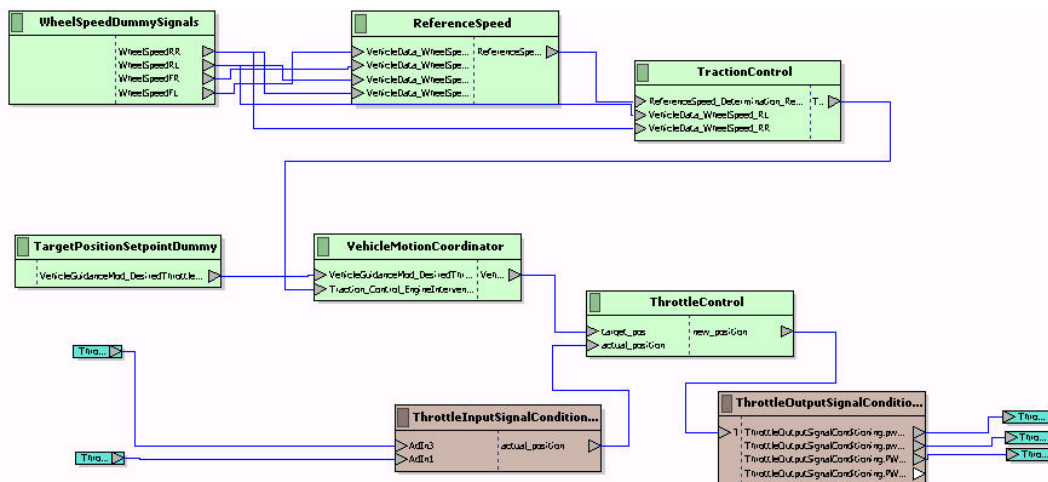 WheelSpeedDummySignals
WheelSpeedRR
WheelSpeedRL
WheelSpeedFR
WheelSpeedFL
ReferenceSpeed
VehicleData_WheelSpe... ReferenceSpe...
VehicleData_WheelSpe...
VehicleData_WheelSpe...
VehicleData_WheelSpe...
TractionControl
ReferenceSpeed_Determination_Re... T...
VehicleData_WheelSpeed_RL
VehicleData_WheelSpeed_RR
TargetPositionSetpointDummy
VehicleGuidanceMod_DesiredThrottle...
VehicleMotionCoordinator
VehicleGuidanceMod_DesiredThr... Ven...
Traction_Control_EngineInterven...
ThrottleControl
target_pos new_position
actual_position
Thro...
Thro...
ThrottleInputSignalCondition...
AdIn3 actual_position
AdIn1
ThrottleOutputSignalConditio...
T ThrottleOutputSignalConditioning.pw...
ThrottleOutputSignalConditioning.pw...
ThrottleOutputSignalConditioning.PW...
ThrottleOutputSignalConditioning.PW...
Thro...
Thro...
Thro...